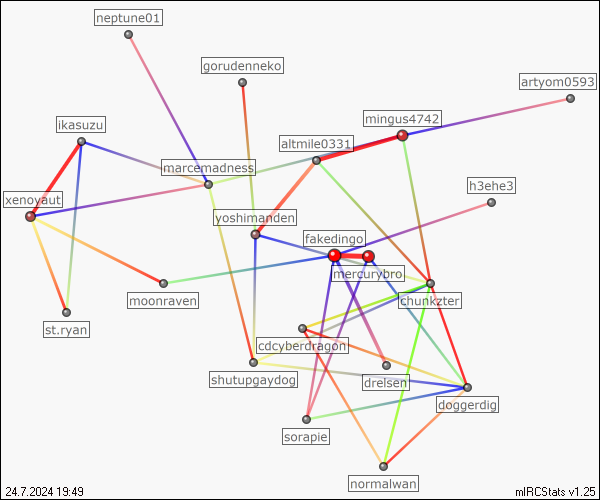 neptune01
gorudenneko
artyom0593
mingus4742
ikasuzu
altmile0331
marcemadness
h3ehe3
xenoyaut
yoshimanden
fakedingo
mercurybro
moonraven
chunkzter
st.ryan
cdcyberdragon
shutupgaydog
drelsen
doggerdig
sorapie
normalwan
24.7.2024 19:49
mIRCStats v1.25